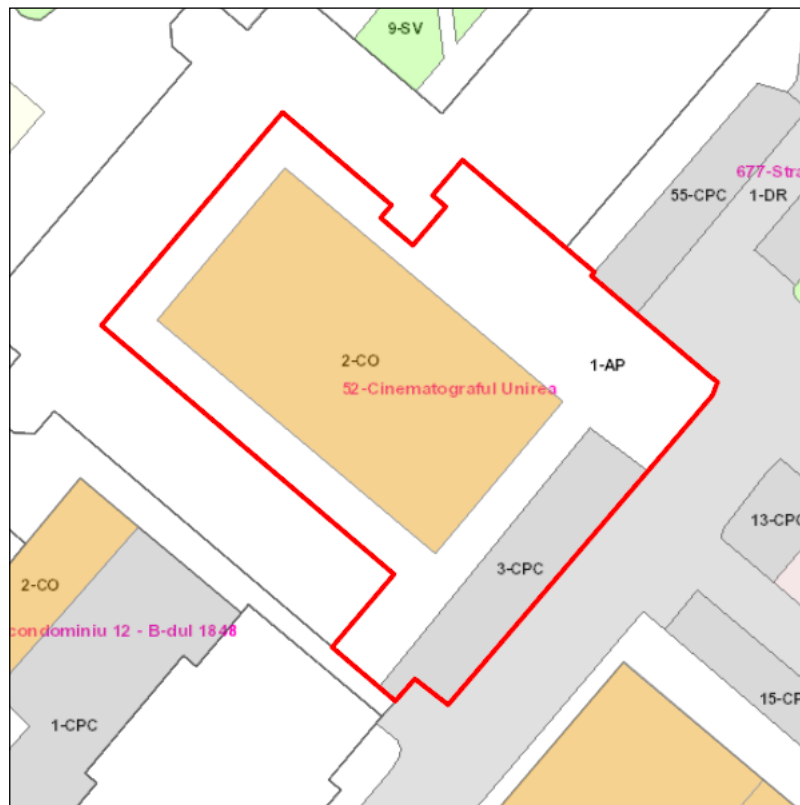 9-SV
677-Stra
55-CPC
1-DR
2-CO
1-AP
52-Cinematograful Unirea
13-CPC
3-CPC
2-CO
condominiu 12 - B-dul 1848
15-CP
1-CPC